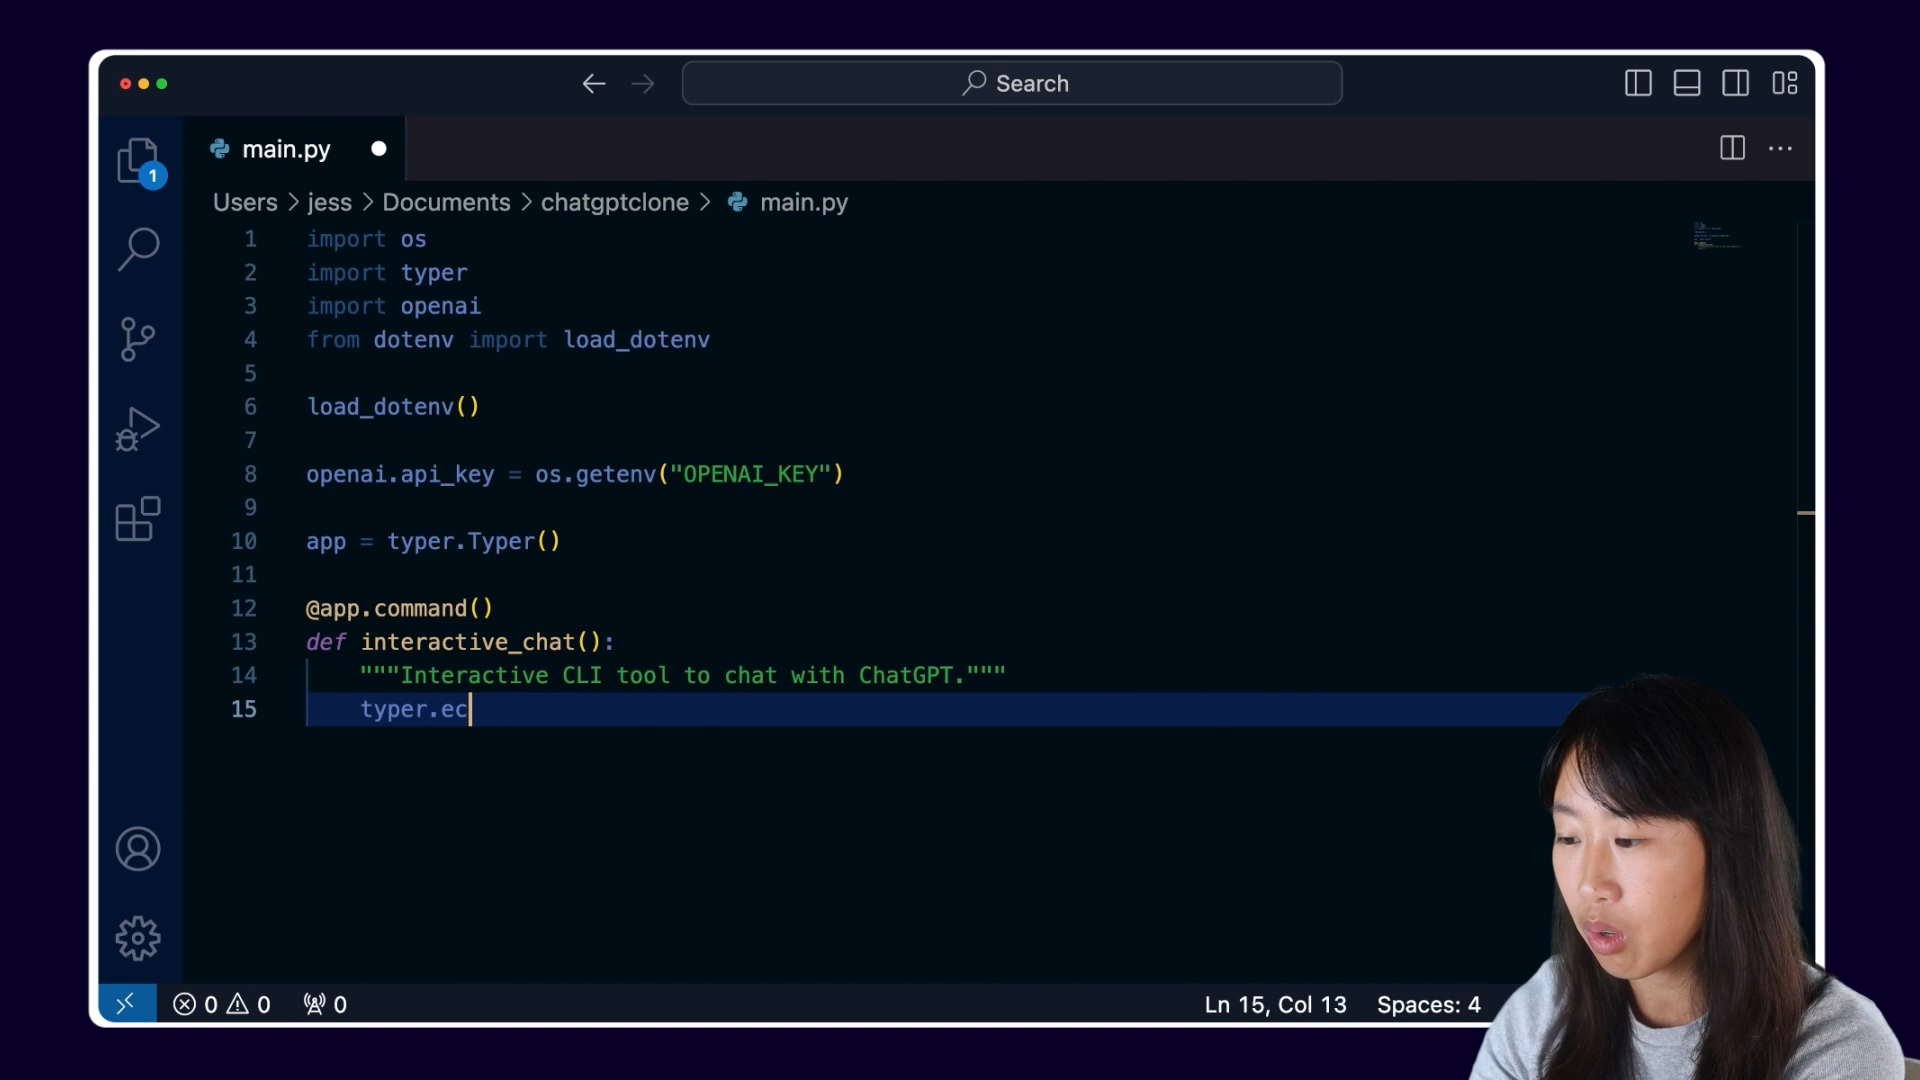 Search
main.py
1
Users > jess > Documents > chatgptclone > main.py
1 import os
2 import typer
3 import openai
4 from dotenv import load_dotenv
5
6 load_dotenv()
7
8 openai.api_key = os.getenv("OPENAI_KEY")
9
10 app = typer.Typer()
11
12 @app.command()
13 def interactive_chat():
14 """Interactive CLI tool to chat with ChatGPT."""
15 typer.ec
0 0 0 Ln 15, Col 13 Spaces: 4